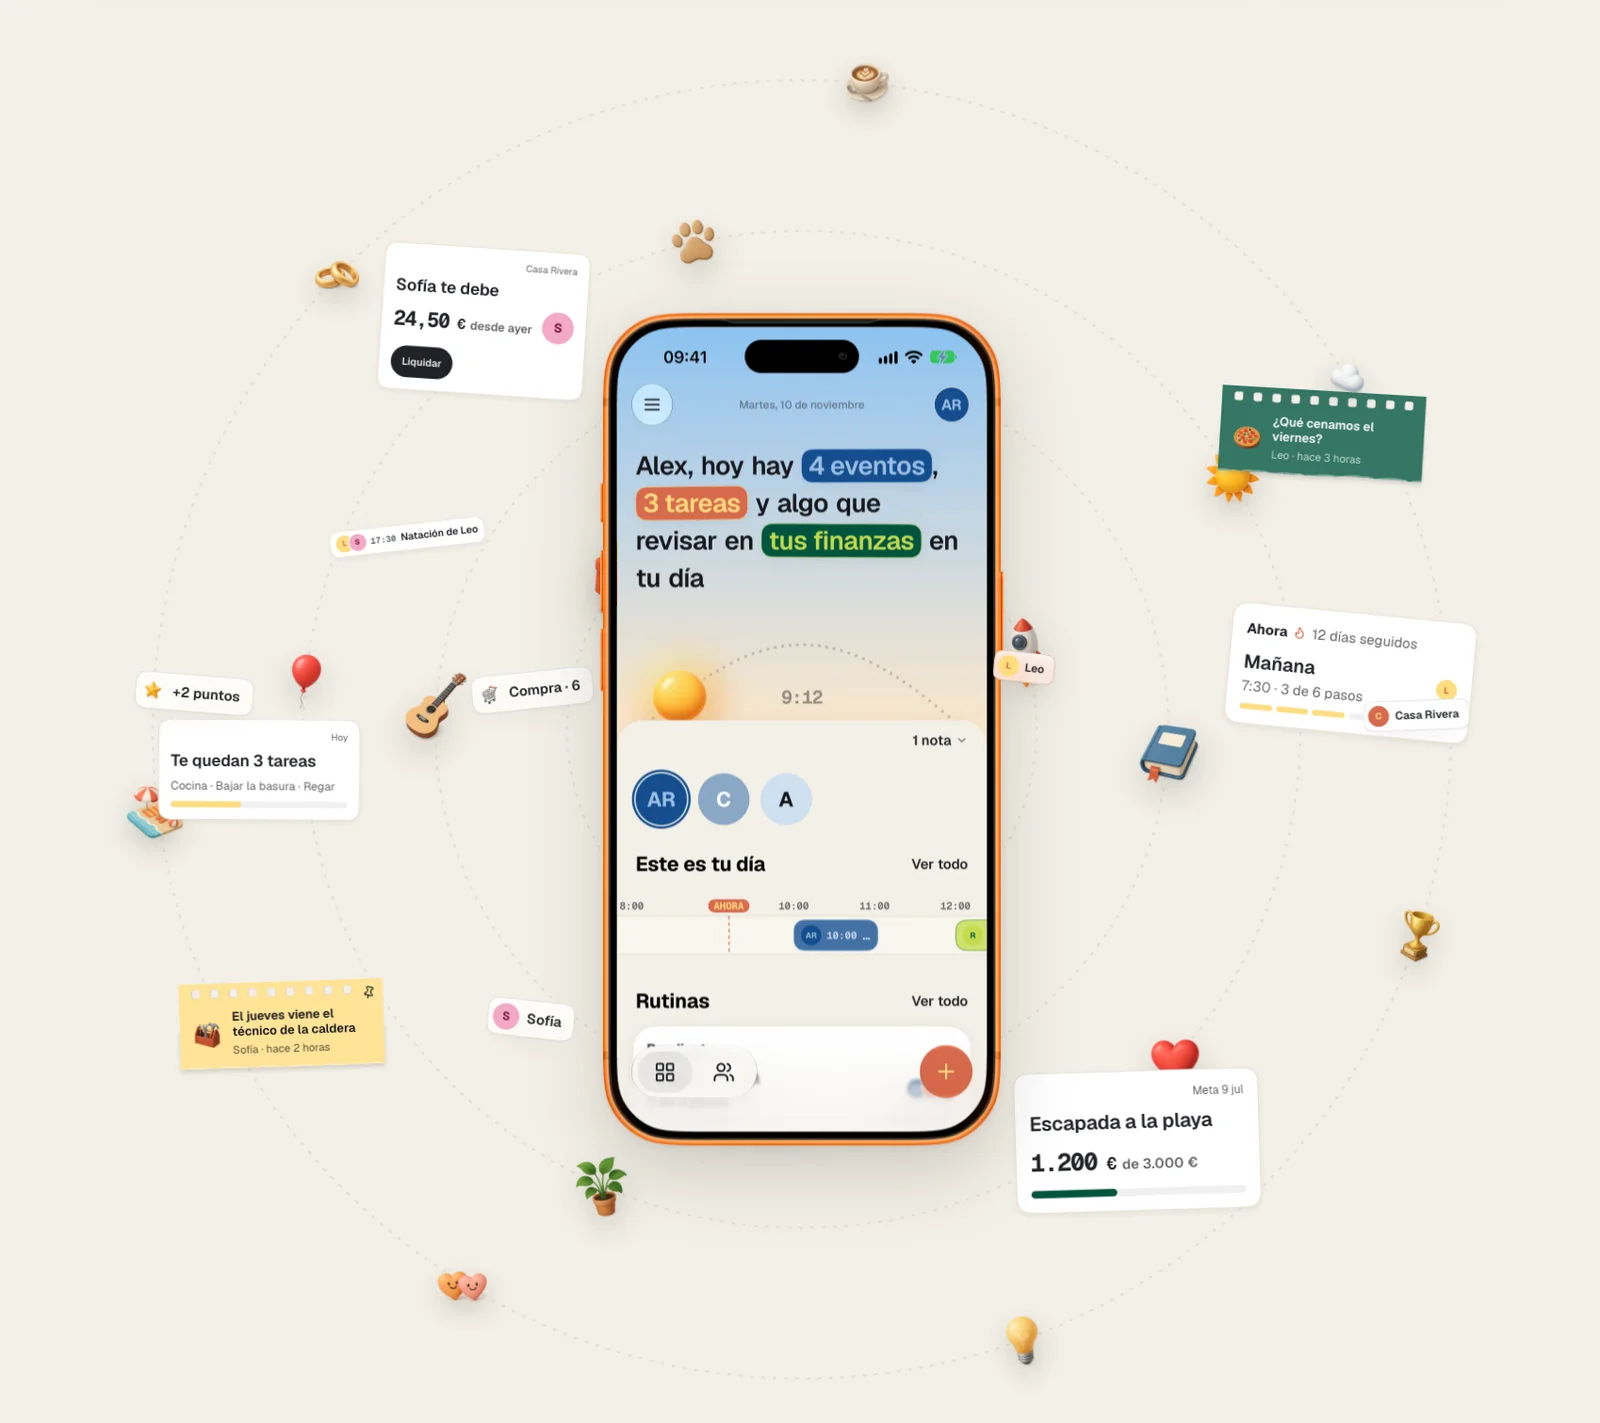 Casa Rivera
Sofía te debe
24,50 € desde ayer
S
Liquidar
09:41
Martes, 10 de noviembre
AR
Alex, hoy hay 4 eventos,
3 tareas y algo que
revisar en tus finanzas en
tu día
9:12
1 nota
AR
C
A
Este es tu día
Ver todo
8:00
AHORA
10:00
11:00
12:00
AR 10:00 …
R
Rutinas
Ver todo
L S 17:30 Natación de Leo
+2 puntos
Compra · 6
Hoy
Te quedan 3 tareas
Cocina · Bajar la basura · Regar
El jueves viene el
técnico de la caldera
Sofía · hace 2 horas
S Sofía
L Leo
¿Qué cenamos el
viernes?
Leo · hace 3 horas
Ahora 12 días seguidos
Mañana
7:30 · 3 de 6 pasos
L
C Casa Rivera
Meta 9 jul
Escapada a la playa
1.200 € de 3.000 €